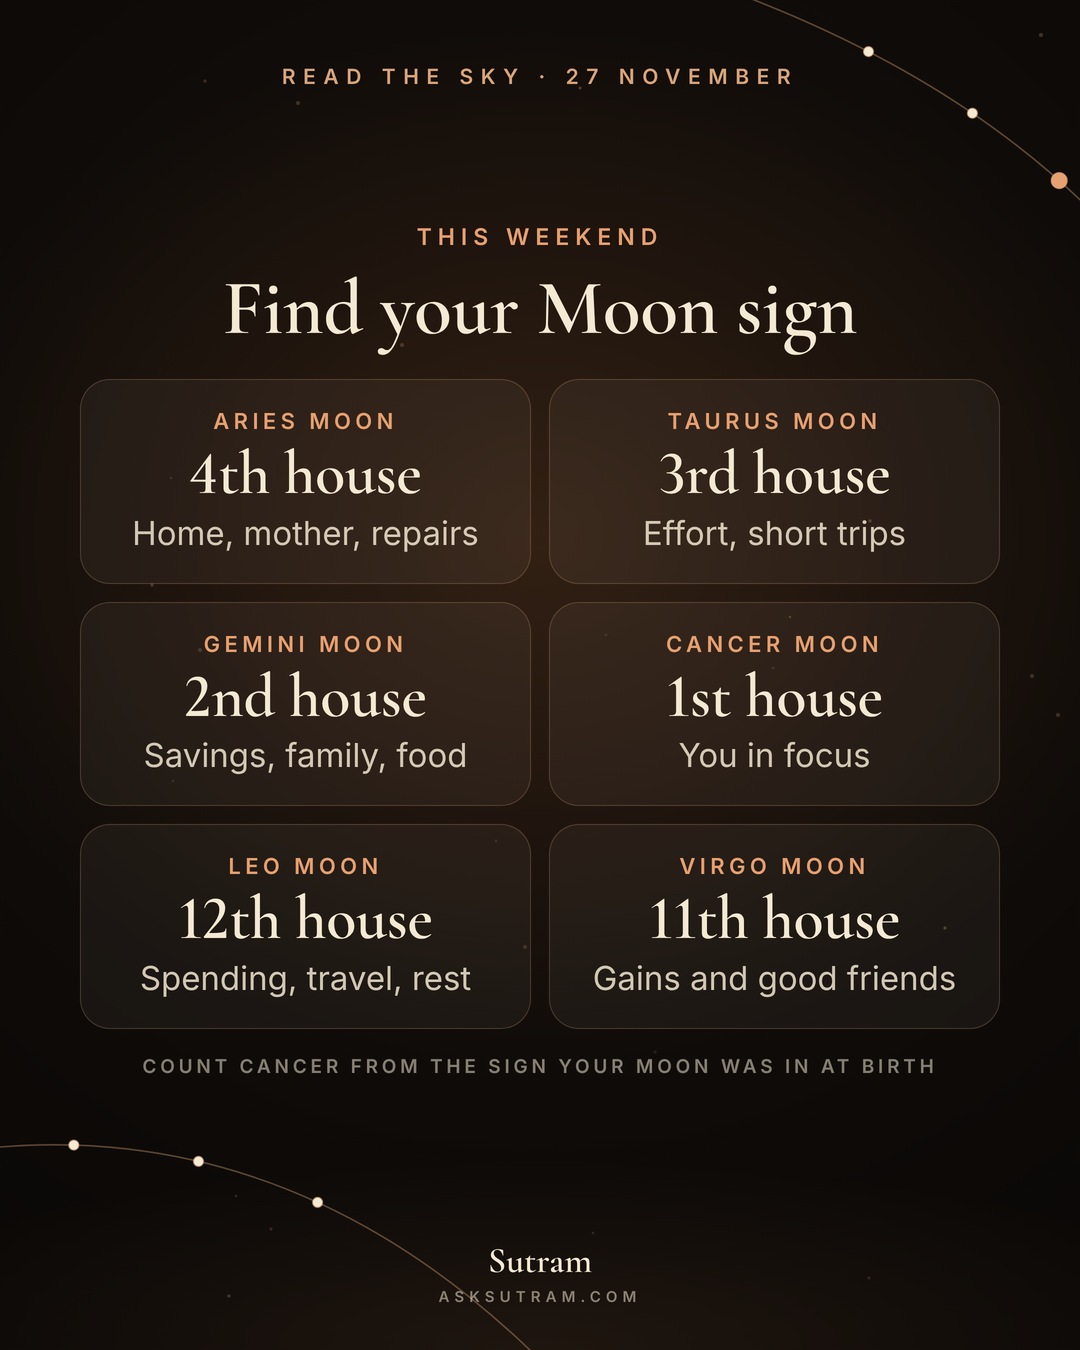 READ THE SKY · 27 NOVEMBER
THIS WEEKEND
Find your Moon sign
ARIES MOON
4th house
Home, mother, repairs
TAURUS MOON
3rd house
Effort, short trips
GEMINI MOON
2nd house
Savings, family, food
CANCER MOON
1st house
You in focus
LEO MOON
12th house
Spending, travel, rest
VIRGO MOON
11th house
Gains and good friends
COUNT CANCER FROM THE SIGN YOUR MOON WAS IN AT BIRTH
Sutram
ASKSUTRAM.COM